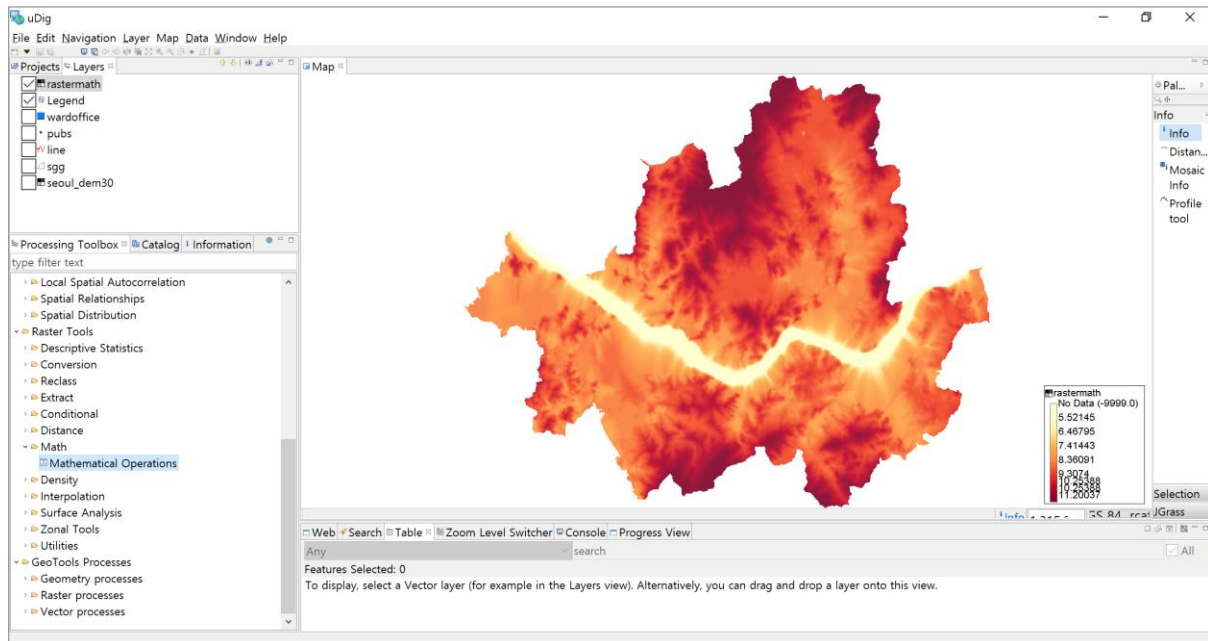 uDig
File Edit Navigation Layer Map Data Window Help
Projects Layers
rastermath
Legend
wardoffice
pubs
line
sgg
seoul_dem30
Map
Pal...
Info
Info
Distan...
Mosaic
Info
Profile
tool
Processing Toolbox Catalog Information
type filter text
Local Spatial Autocorrelation
Spatial Relationships
Spatial Distribution
Raster Tools
Descriptive Statistics
Conversion
Reclass
Extract
Conditional
Distance
Math
Mathematical Operations
Density
Interpolation
Surface Analysis
Zonal Tools
Utilities
GeoTools Processes
Geometry processes
Raster processes
Vector processes
rastermath
No Data (-9999.0)
5.52145
6.46795
7.41443
8.36091
9.3074
10.25388
10.25388
11.20037
Selection
JGrass
Info
Web Search Table Zoom Level Switcher Console Progress View
Any search All
Features Selected: 0
To display, select a Vector layer (for example in the Layers view). Alternatively, you can drag and drop a layer onto this view.